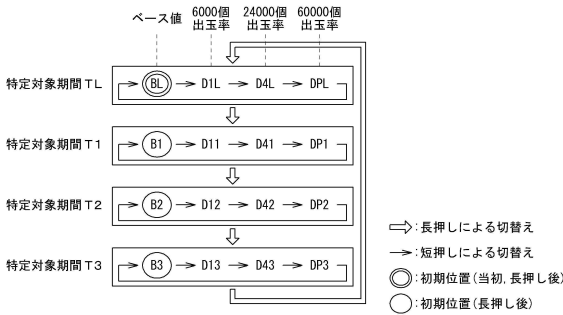 ベース値
6000個
出玉率
24000個
出玉率
60000個
出玉率
特定対象期間TL
BL D1L D4L DPL
特定対象期間T1
B1 D11 D41 DP1
特定対象期間T2
B2 D12 D42 DP2
特定対象期間T3
B3 D13 D43 DP3
:長押しによる切替え
:短押しによる切替え
:初期位置(当初,長押し後)
:初期位置(長押し後)